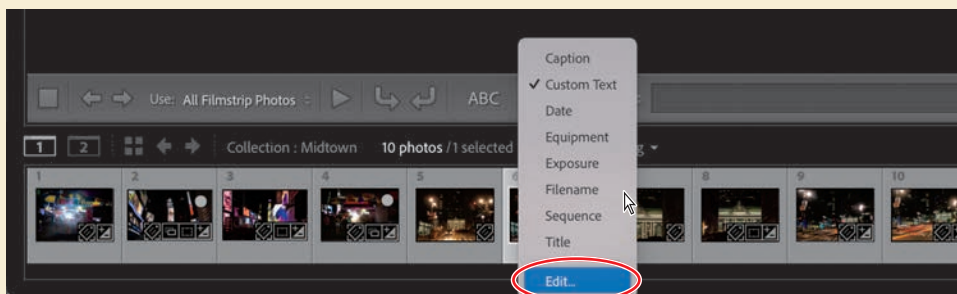 Caption
✓ Custom Text
Date
Equipment
Exposure
Filename
Sequence
Title
Edit...
Use: All Filmstrip Photos
ABC
1 2 Collection : Midtown 10 photos / 1 selected
1 2 3 4 5 6 8 9 10